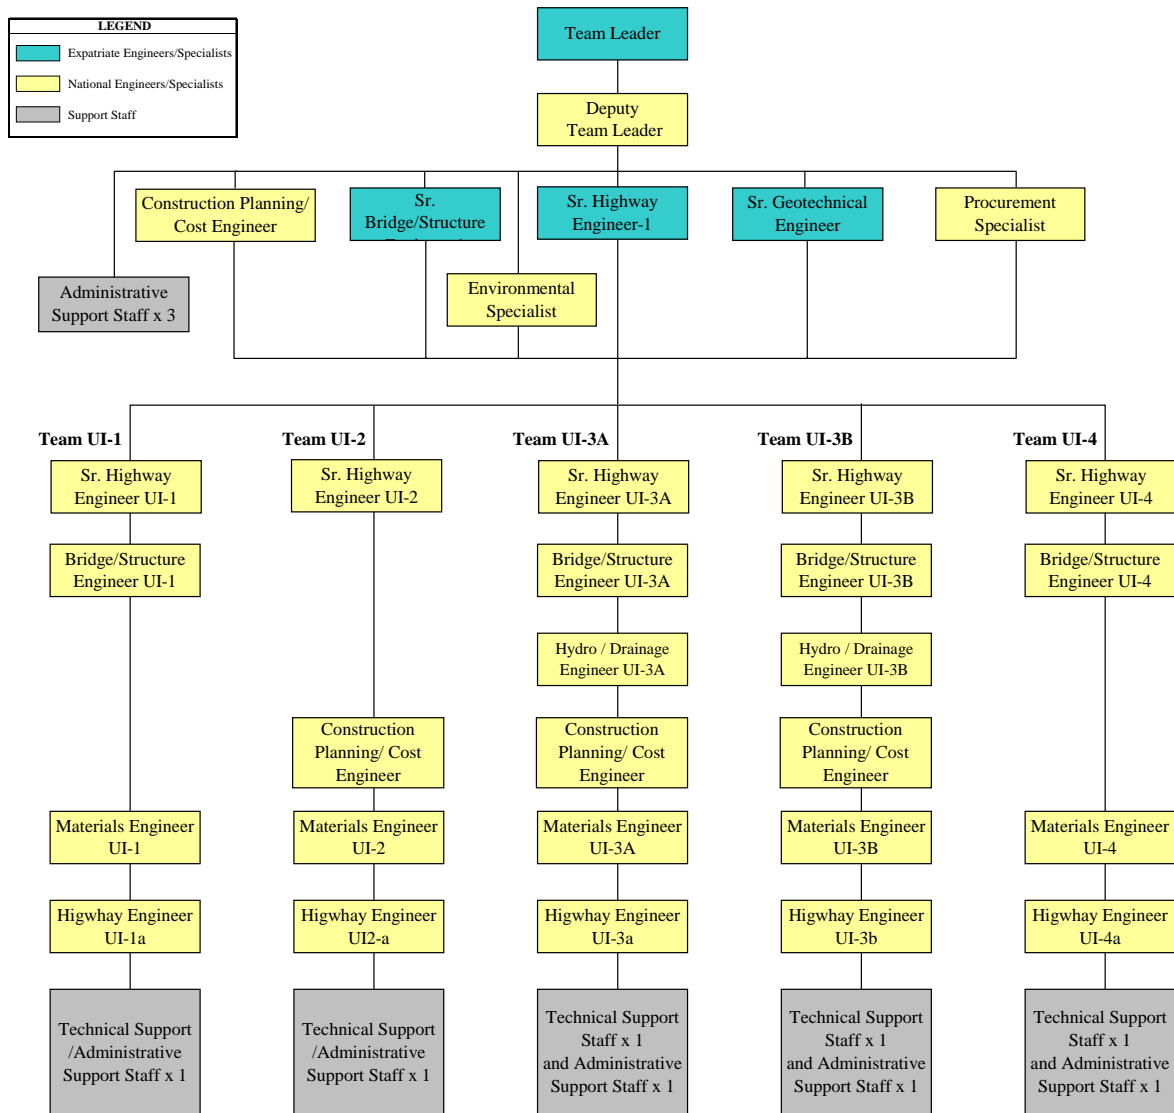 LEGEND
Expatriate Engineers/Specialists
National Engineers/Specialists
Support Staff
Team Leader
Deputy
Team Leader
Construction Planning/
Cost Engineer
Sr.
Bridge/Structure
Sr. Highway
Engineer-1
Sr. Geotechnical
Engineer
Procurement
Specialist
Administrative
Support Staff x 3
Environmental
Specialist
Team UI-1
Team UI-2
Team UI-3A
Team UI-3B
Team UI-4
Sr. Highway
Engineer UI-1
Sr. Highway
Engineer UI-2
Sr. Highway
Engineer UI-3A
Sr. Highway
Engineer UI-3B
Sr. Highway
Engineer UI-4
Bridge/Structure
Engineer UI-1
Bridge/Structure
Engineer UI-3A
Bridge/Structure
Engineer UI-3B
Bridge/Structure
Engineer UI-4
Hydro / Drainage
Engineer UI-3A
Hydro / Drainage
Engineer UI-3B
Construction
Planning/ Cost
Engineer
Construction
Planning/ Cost
Engineer
Construction
Planning/ Cost
Engineer
Materials Engineer
UI-1
Materials Engineer
UI-2
Materials Engineer
UI-3A
Materials Engineer
UI-3B
Materials Engineer
UI-4
Higwhay Engineer
UI-1a
Higwhay Engineer
UI2-a
Higwhay Engineer
UI-3a
Higwhay Engineer
UI-3b
Higwhay Engineer
UI-4a
Technical Support
/Administrative
Support Staff x 1
Technical Support
/Administrative
Support Staff x 1
Technical Support
Staff x 1
and Administrative
Support Staff x 1
Technical Support
Staff x 1
and Administrative
Support Staff x 1
Technical Support
Staff x 1
and Administrative
Support Staff x 1